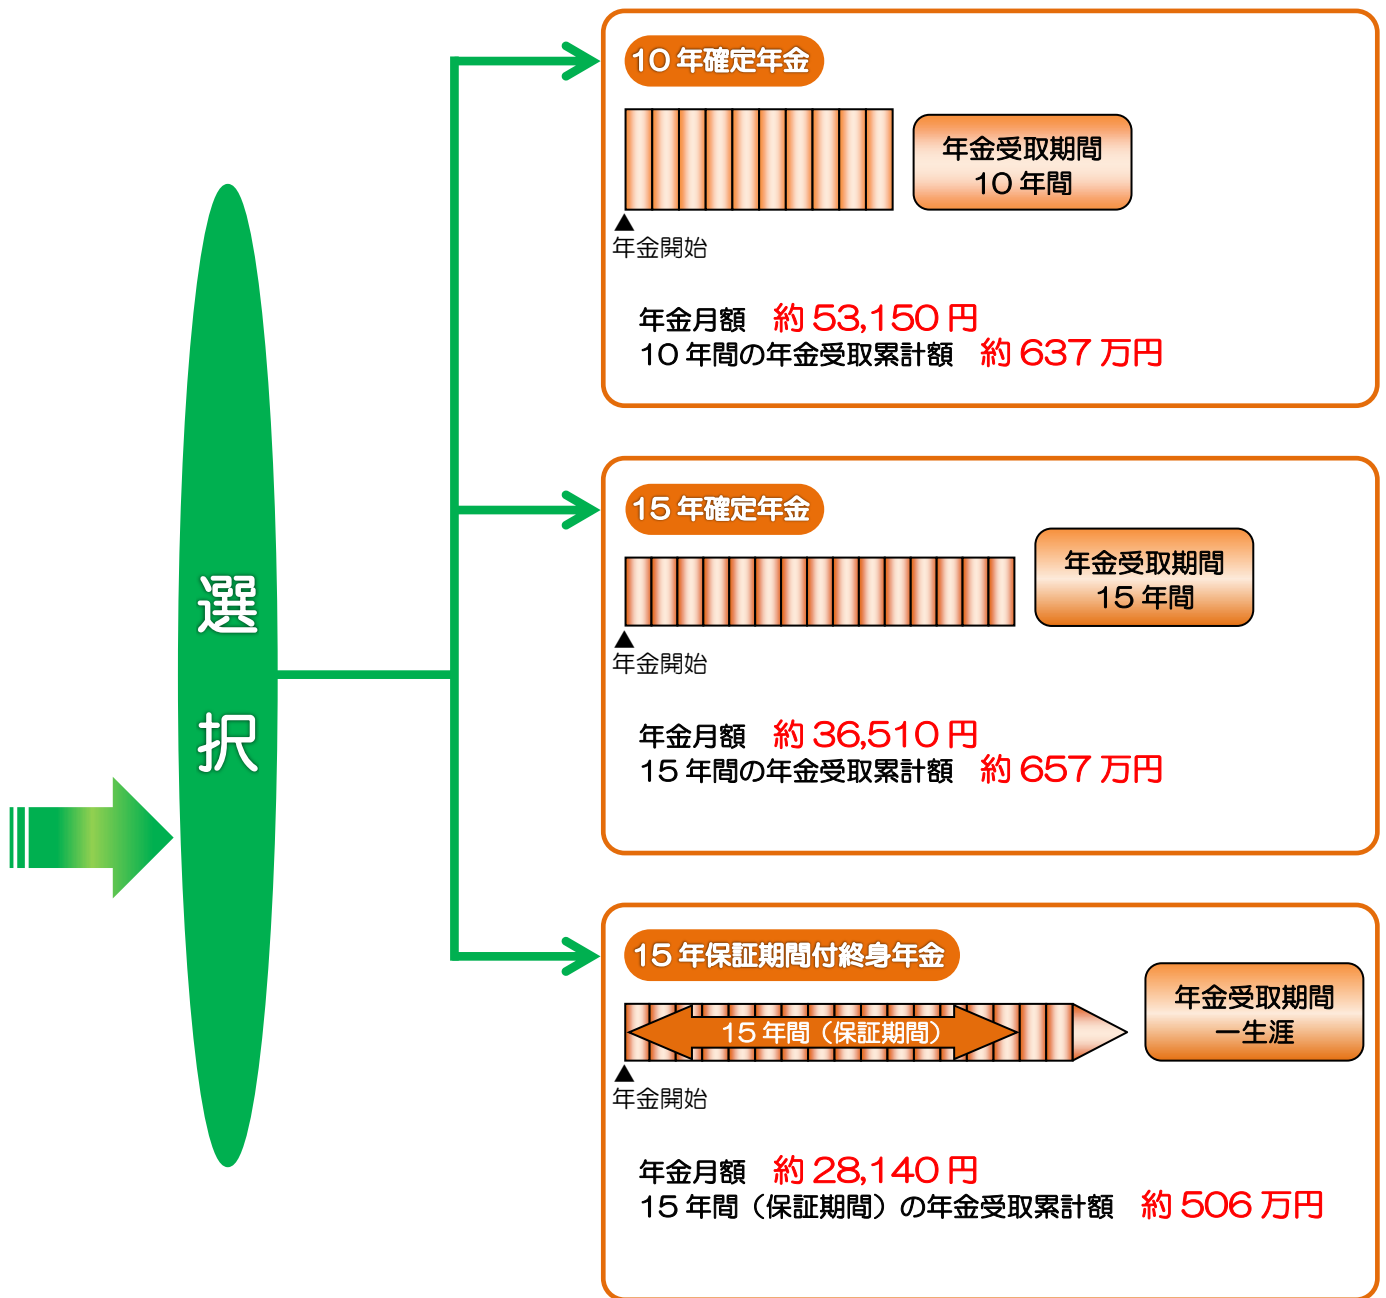 選
択
10年確定年金
年金受取期間
10年間
年金開始
年金月額　約53,150円
10年間の年金受取累計額　約637万円
15年確定年金
年金受取期間
15年間
年金開始
年金月額　約36,510円
15年間の年金受取累計額　約657万円
15年保証期間付終身年金
年金受取期間
一生涯
15年間（保証期間）
年金開始
年金月額　約28,140円
15年間（保証期間）の年金受取累計額　約506万円